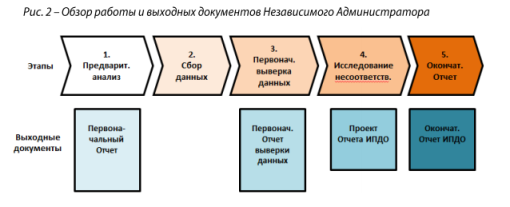 Рис. 2 – Обзор работы и выходных документов Независимого Администратора
Этапы
1.
Предварит.
анализ
2.
Сбор
данных
3.
Первонач.
выверка
данных
4.
Исследование
несоответств.
5.
Окончат.
Отчет
Выходные
документы
Первона-
чальный
Отчет
Первонач.
Отчет
выверки
данных
Проект
Отчета ИПДО
Окончат.
Отчет ИПДО